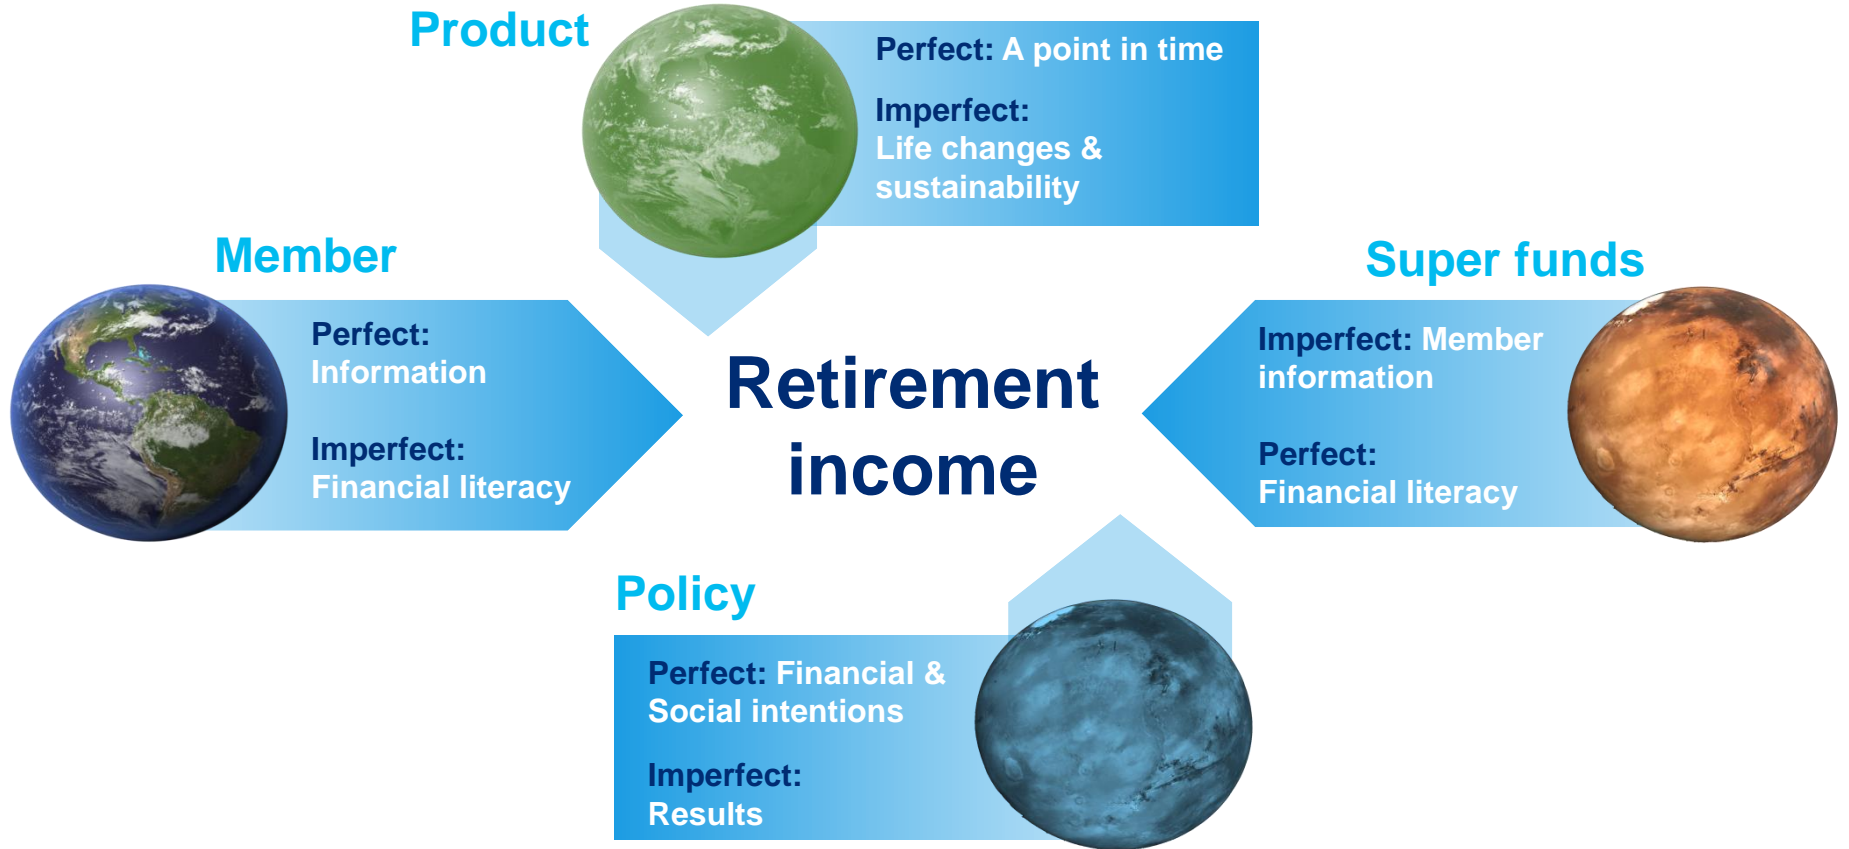 Product
Perfect: A point in time
Imperfect:
Life changes &
sustainability
Member
Perfect:
Information
Imperfect:
Financial literacy
Retirement
income
Super funds
Imperfect: Member
information
Perfect:
Financial literacy
Policy
Perfect: Financial &
Social intentions
Imperfect:
Results